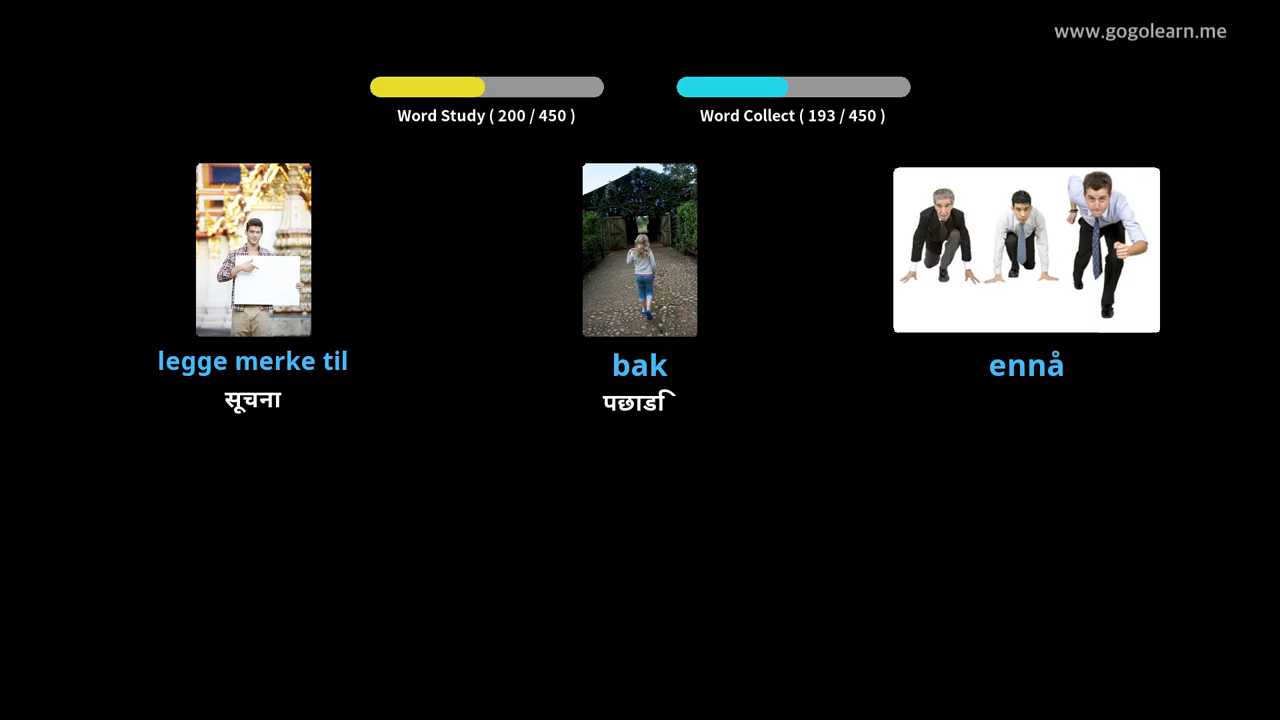 www.gogolearn.me
Word Study ( 200 / 450 )
Word Collect ( 193 / 450 )
legge merke til
bak
ennå
सूचना
पछाडि